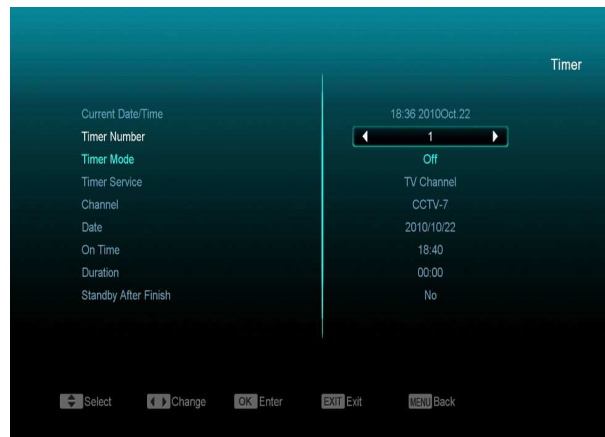 Timer
Current Date/Time 18:36 2010Oct.22
Timer Number 1
Timer Mode Off
Timer Service TV Channel
Channel CCTV-7
Date 2010/10/22
On Time 18:40
Duration 00:00
Standby After Finish No
Select Change OK Enter EXIT Exit MENU Back